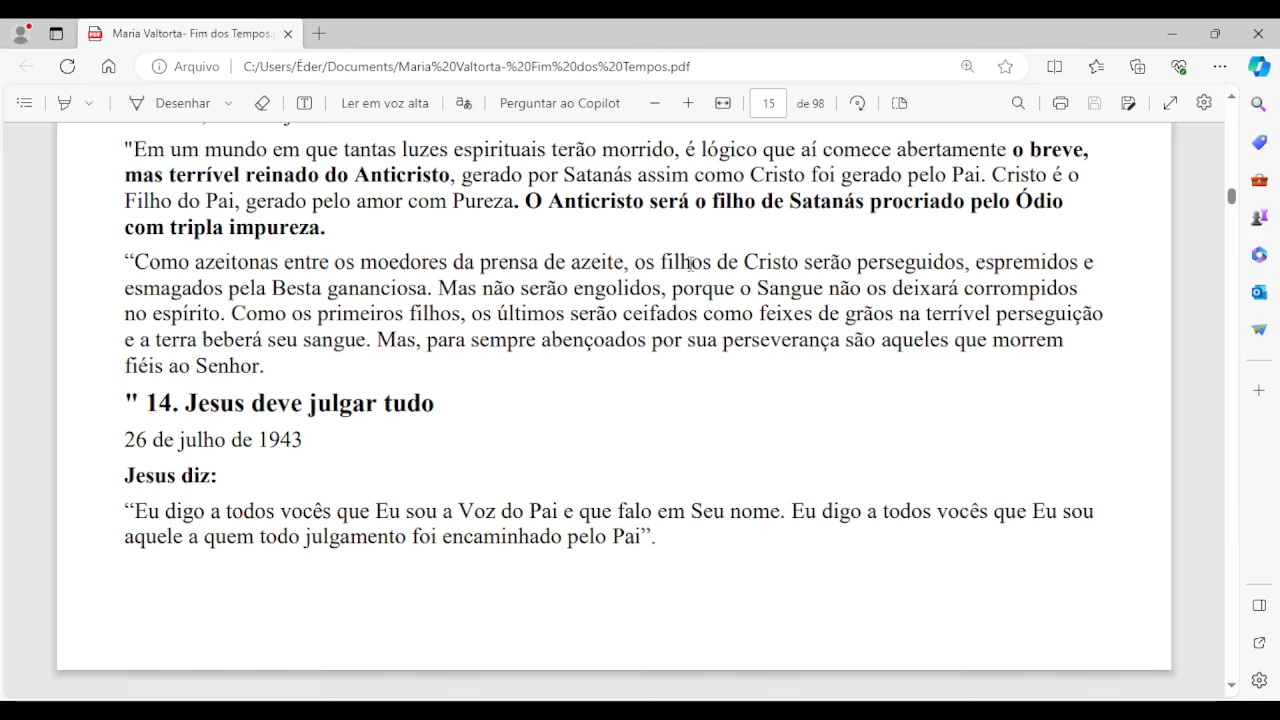 Maria Valtorta- Fim dos Tempos.
Arquivo C:/Users/Éder/Documents/Maria%20Valtorta-%20Fim%20dos%20Tempos.pdf
Desenhar Ler em voz alta Perguntar ao Copilot 15 de 98
"Em um mundo em que tantas luzes espirituais terão morrido, é lógico que aí comece abertamente o breve,
mas terrível reinado do Anticristo, gerado por Satanás assim como Cristo foi gerado pelo Pai. Cristo é o
Filho do Pai, gerado pelo amor com Pureza. O Anticristo será o filho de Satanás procriado pelo Ódio
com tripla impureza.
“Como azeitonas entre os moedores da prensa de azeite, os filhos de Cristo serão perseguidos, espremidos e
esmagados pela Besta gananciosa. Mas não serão engolidos, porque o Sangue não os deixará corrompidos
no espírito. Como os primeiros filhos, os últimos serão ceifados como feixes de grãos na terrível perseguição
e a terra beberá seu sangue. Mas, para sempre abençoados por sua perseverança são aqueles que morrem
fiéis ao Senhor.
" 14. Jesus deve julgar tudo
26 de julho de 1943
Jesus diz:
“Eu digo a todos vocês que Eu sou a Voz do Pai e que falo em Seu nome. Eu digo a todos vocês que Eu sou
aquele a quem todo julgamento foi encaminhado pelo Pai”.